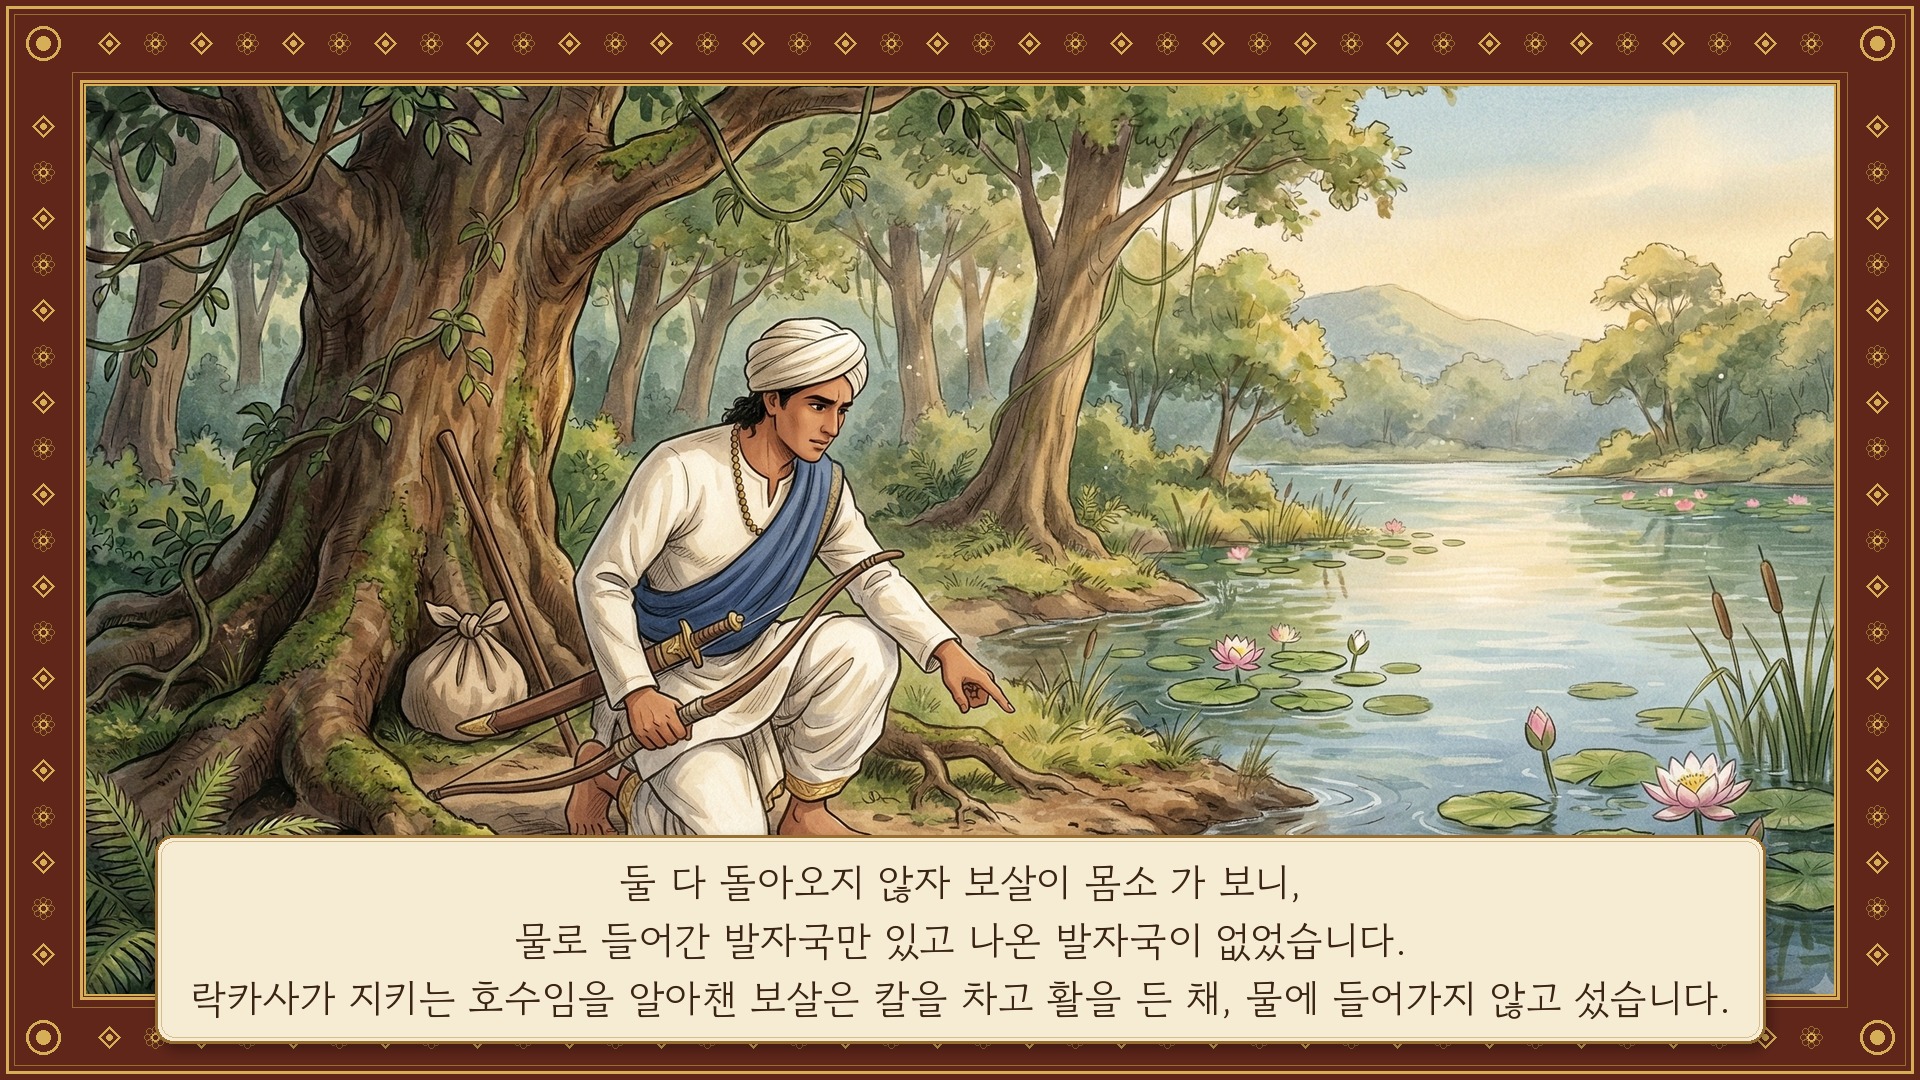 둘 다 돌아오지 않자 보살이 몸소 가 보니,
물로 들어간 발자국만 있고 나온 발자국이 없었습니다.
락카사가 지키는 호수임을 알아챈 보살은 칼을 차고 활을 든 채, 물에 들어가지 않고 섰습니다.